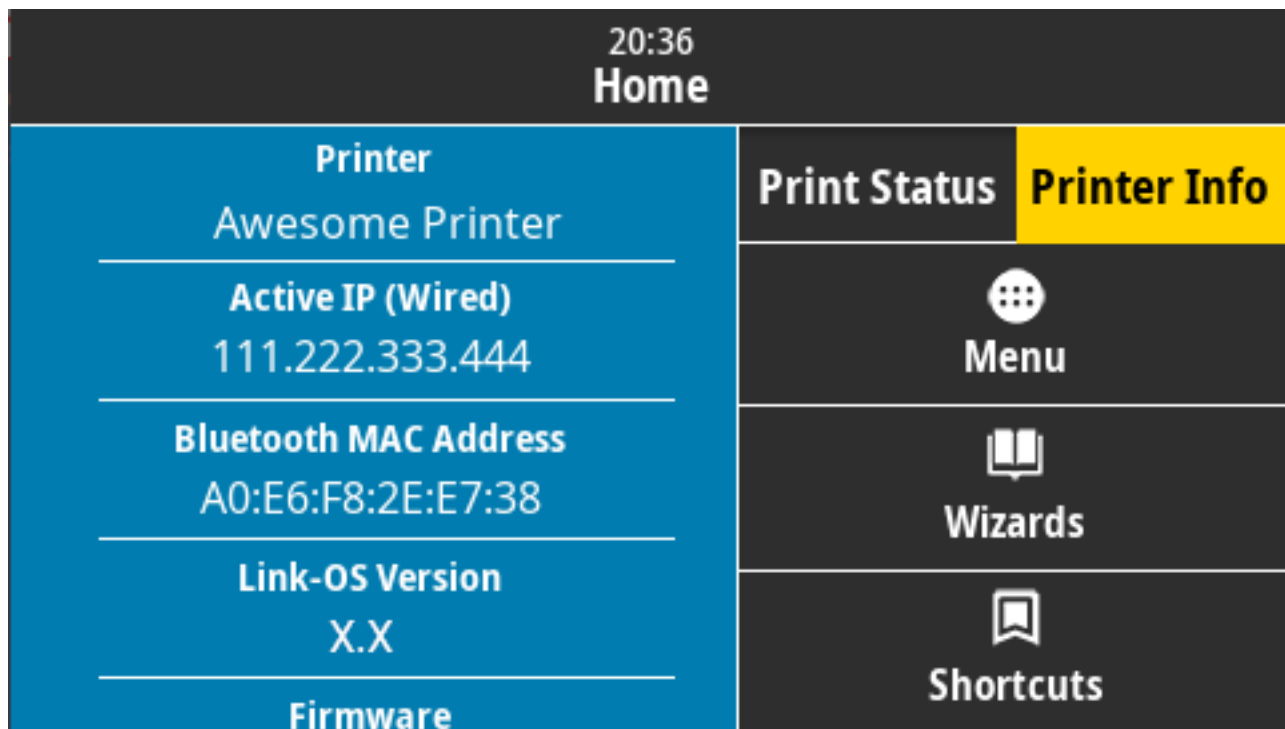 20:36
Home
Printer
Awesome Printer
Active IP (Wired)
111.222.333.444
Bluetooth MAC Address
A0:E6:F8:2E:E7:38
Link-OS Version
X.X
Firmware
Print Status
Printer Info
Menu
Wizards
Shortcuts